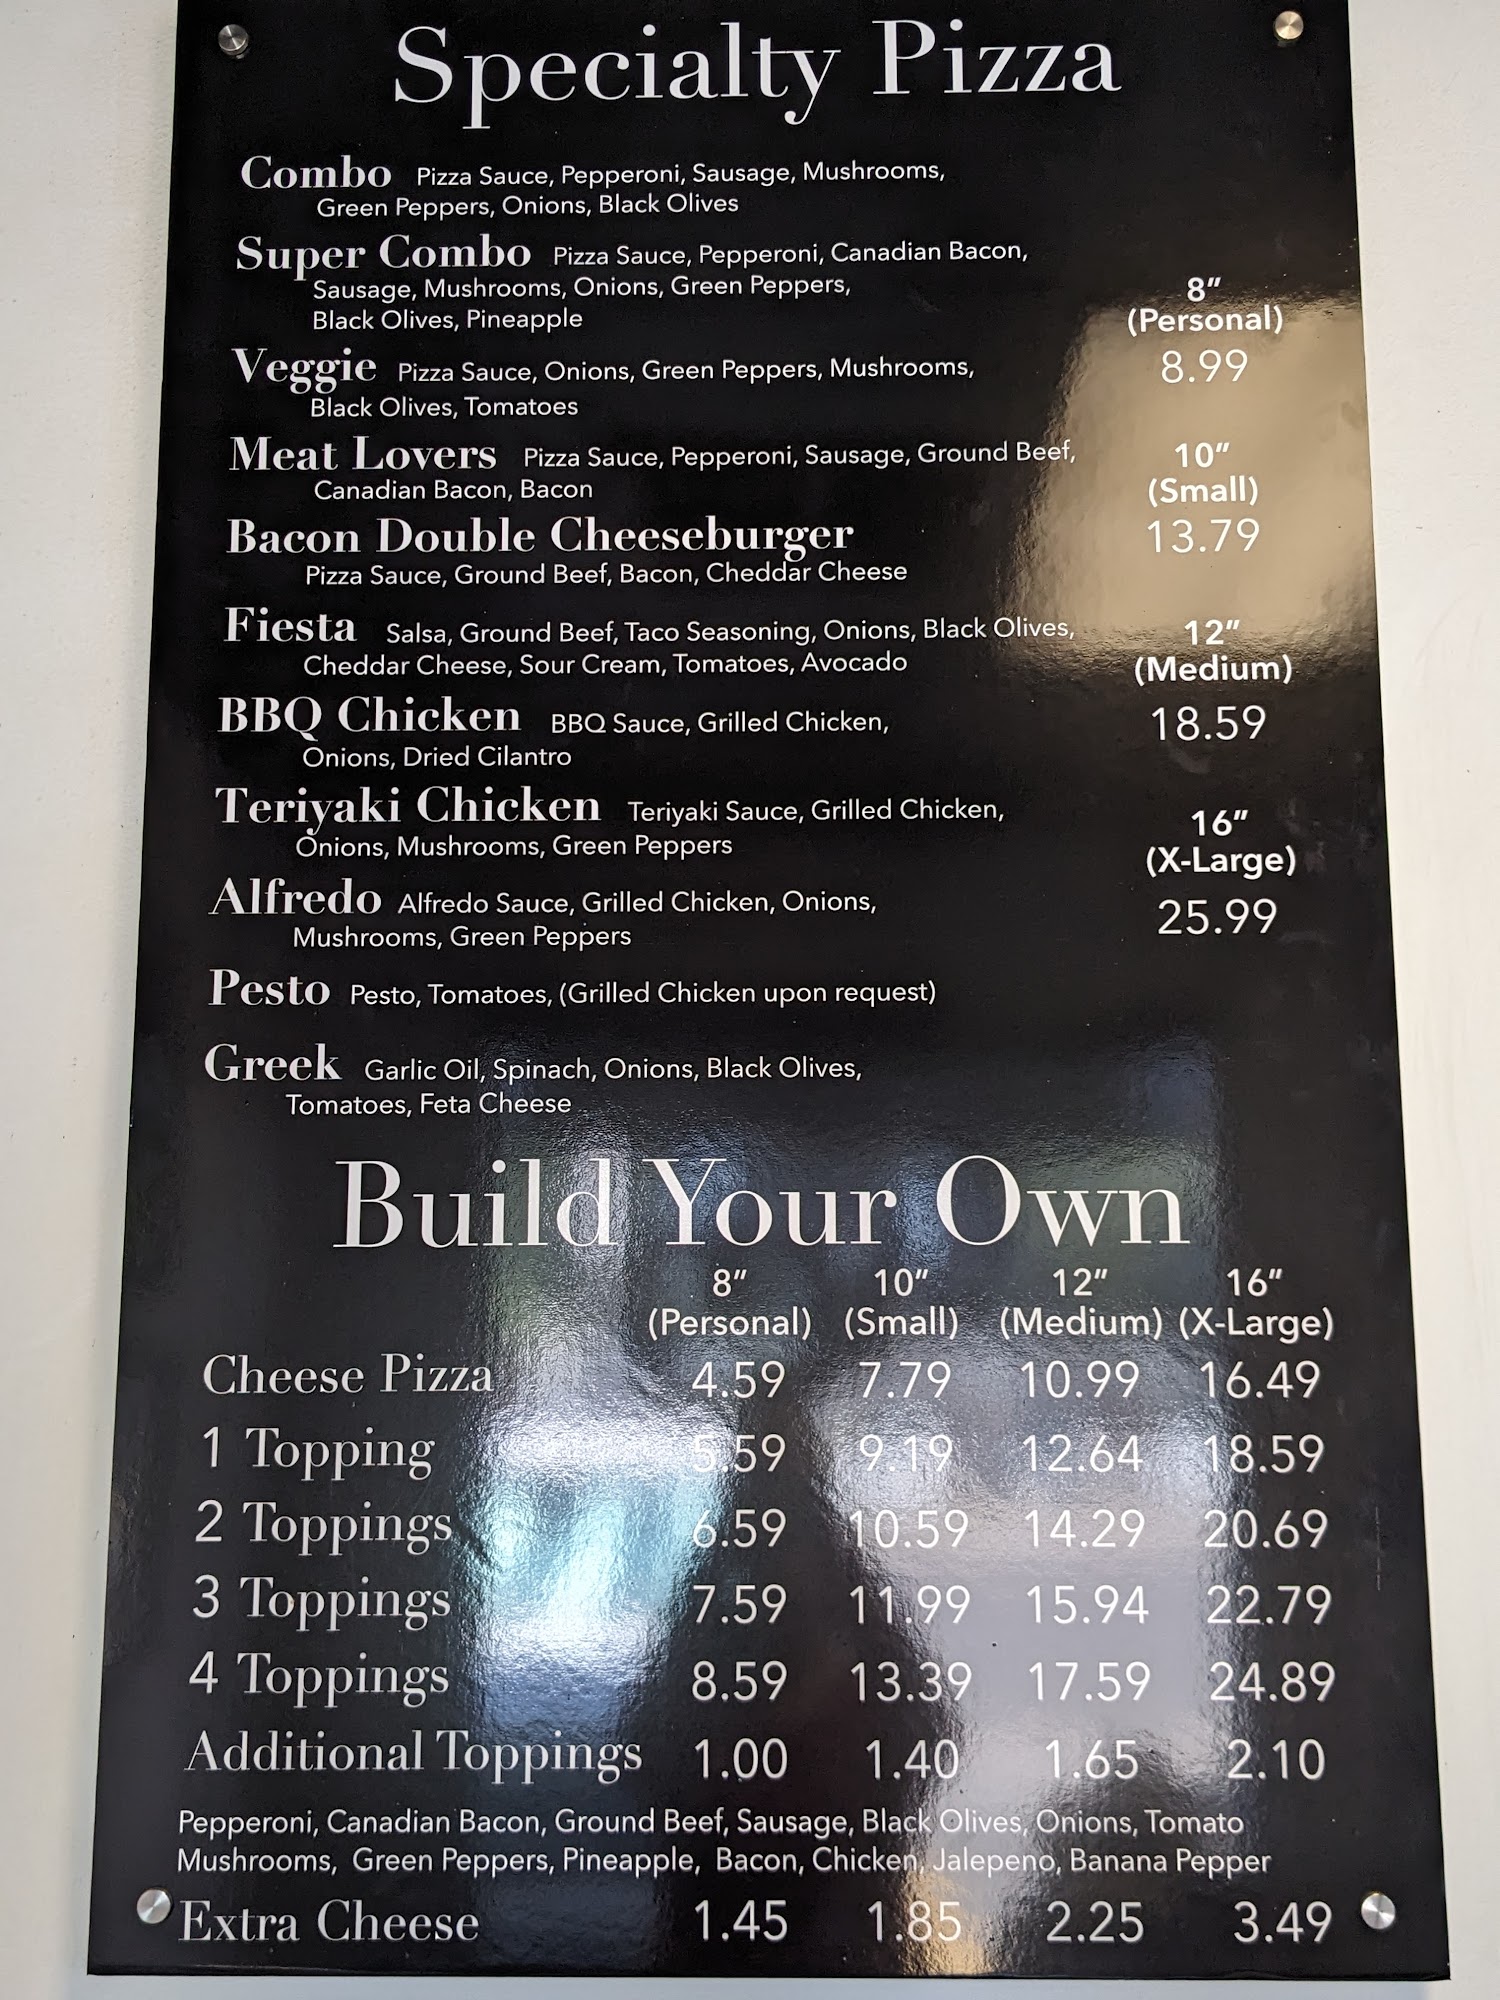 Specialty Pizza
Combo Pizza Sauce, Pepperoni, Sausage, Mushrooms,
Green Peppers, Onions, Black Olives
Super Combo Pizza Sauce, Pepperoni, Canadian Bacon,
Sausage, Mushrooms, Onions, Green Peppers,
Black Olives, Pineapple
Veggie Pizza Sauce, Onions, Green Peppers, Mushrooms,
Black Olives, Tomatoes
Meat Lovers Pizza Sauce, Pepperoni, Sausage, Ground Beef,
Canadian Bacon, Bacon
Bacon Double Cheeseburger
Pizza Sauce, Ground Beef, Bacon, Cheddar Cheese
Fiesta Salsa, Ground Beef, Taco Seasoning, Onions, Black Olives,
Cheddar Cheese, Sour Cream, Tomatoes, Avocado
BBQ Chicken BBQ Sauce, Grilled Chicken,
Onions, Dried Cilantro
Teriyaki Chicken Teriyaki Sauce, Grilled Chicken,
Onions, Mushrooms, Green Peppers
Alfredo Alfredo Sauce, Grilled Chicken, Onions,
Mushrooms, Green Peppers
Pesto Pesto, Tomatoes, (Grilled Chicken upon request)
Greek Garlic Oil, Spinach, Onions, Black Olives,
Tomatoes, Feta Cheese
8"
(Personal)
8.99
10"
(Small)
13.79
12"
(Medium)
18.59
16"
(X-Large)
25.99
Build Your Own
8" 10" 12" 16"
(Personal) (Small) (Medium) (X-Large)
Cheese Pizza 4.59 7.79 10.99 16.49
1 Topping 5.59 9.19 12.64 18.59
2 Toppings 6.59 10.59 14.29 20.69
3 Toppings 7.59 11.99 15.94 22.79
4 Toppings 8.59 13.39 17.59 24.89
Additional Toppings 1.00 1.40 1.65 2.10
Pepperoni, Canadian Bacon, Ground Beef, Sausage, Black Olives, Onions, Tomato
Mushrooms, Green Peppers, Pineapple, Bacon, Chicken, Jalepeno, Banana Pepper
Extra Cheese 1.45 1.85 2.25 3.49